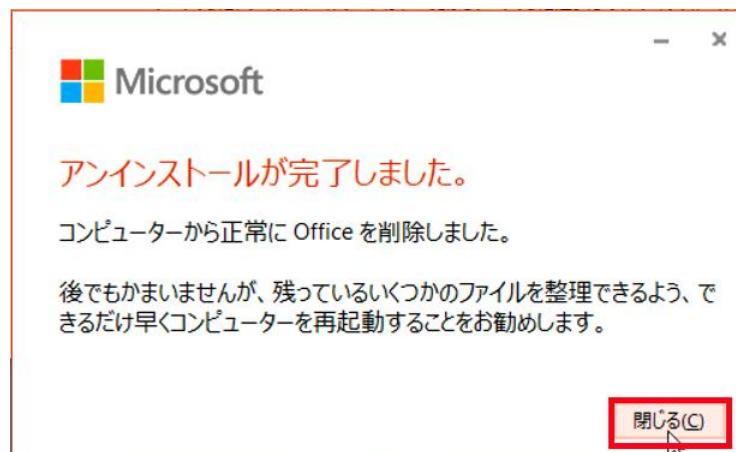 Microsoft
アンインストールが完了しました。
コンピューターから正常に Office を削除しました。
後でもかまいませんが、残っているいくつかのファイルを整理できるよう、で
きるだけ早くコンピューターを再起動することをお勧めします。
閉じる(C)